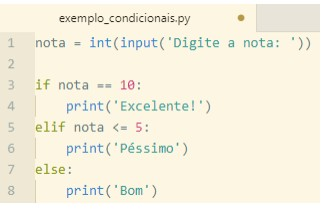 exemplo_condicionais.py
1 nota = int(input('Digite a nota: '))
2
3 if nota == 10:
4     print('Excelente!')
5 elif nota <= 5:
6     print('Péssimo')
7 else:
8     print('Bom')